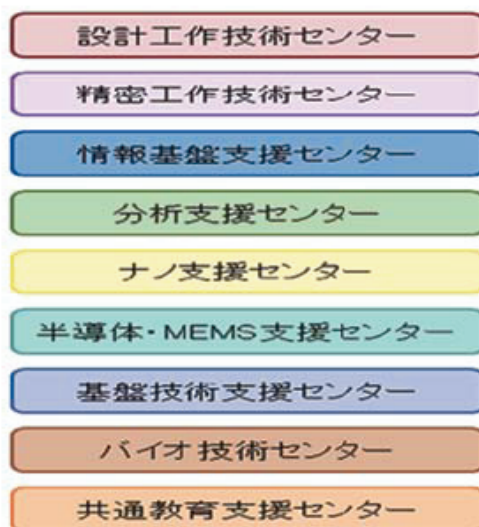 設計工作技術センター
精密工作技術センター
情報基盤支援センター
分析支援センター
ナノ支援センター
半導体・MEMS支援センター
基盤技術支援センター
バイオ技術センター
共通教育支援センター